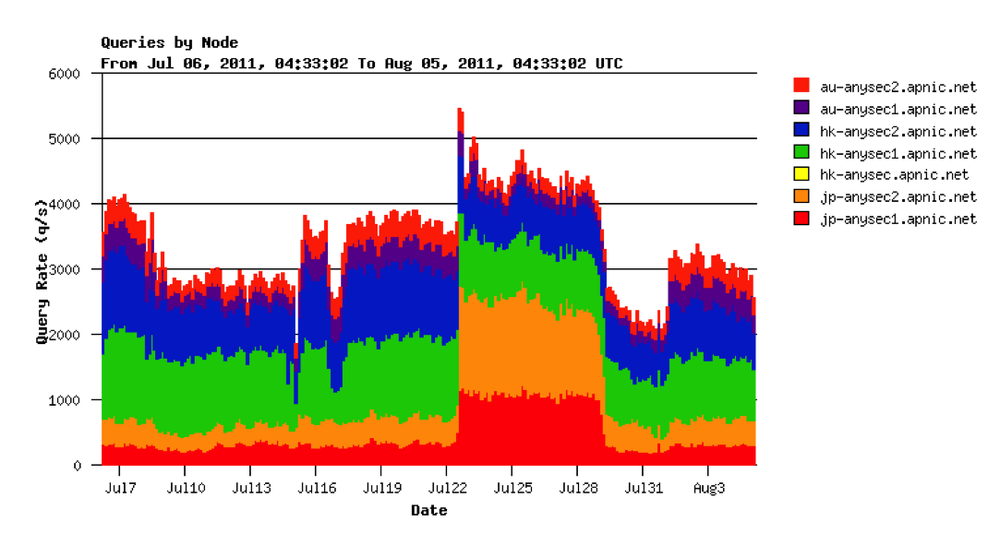 Queries by Node
From Jul 06, 2011, 04:33:02 To Aug 05, 2011, 04:33:02 UTC
6000
5000
4000
3000
2000
1000
0
Query Rate (q/s)
Jul7 Jul10 Jul13 Jul16 Jul19 Jul22 Jul25 Jul28 Jul31 Aug3
Date
au-anysec2.apnic.net
au-anysec1.apnic.net
hk-anysec2.apnic.net
hk-anysec1.apnic.net
hk-anysec.apnic.net
jp-anysec2.apnic.net
jp-anysec1.apnic.net